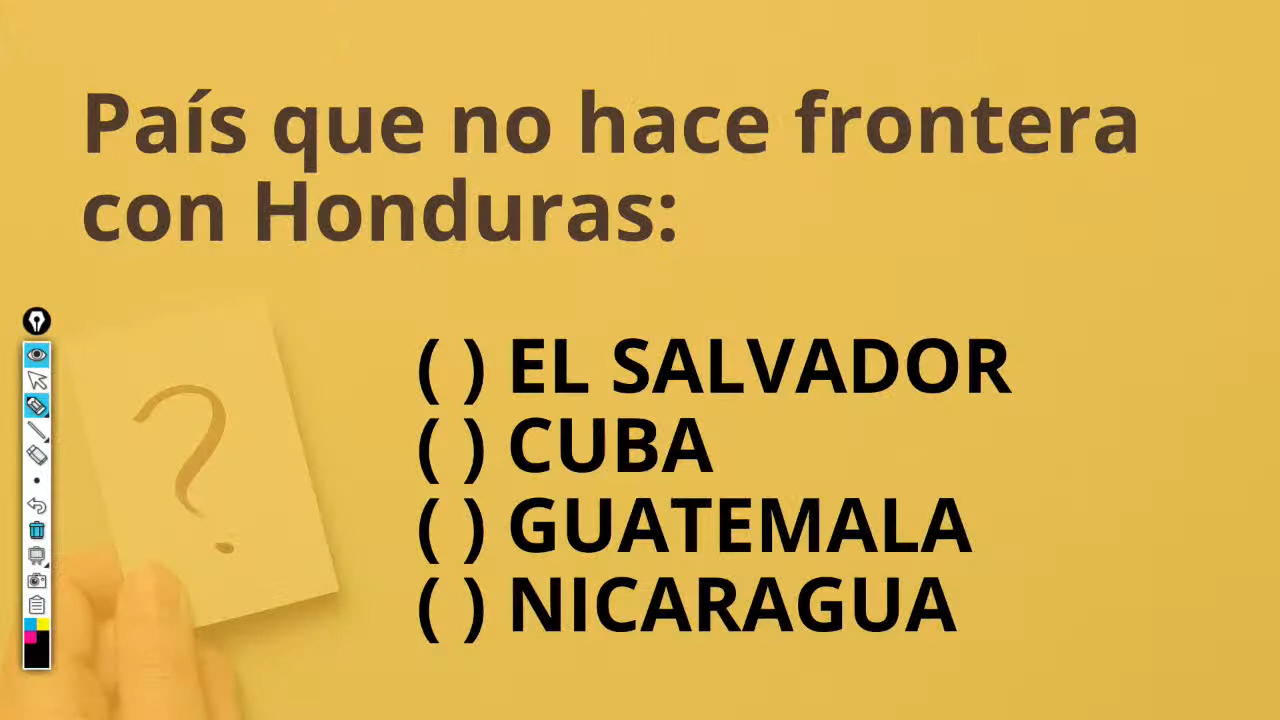 País que no hace frontera
con Honduras:
( ) EL SALVADOR
( ) CUBA
( ) GUATEMALA
( ) NICARAGUA
?